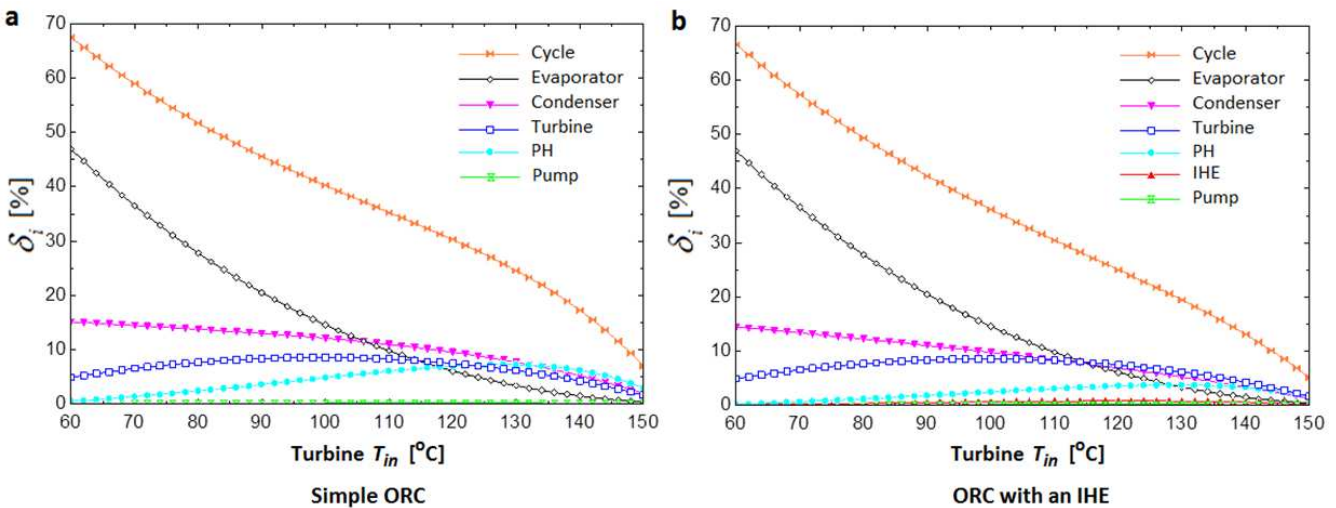 a
70
60
50
40
30
20
10
0
δi [%]
Cycle
Evaporator
Condenser
Turbine
PH
Pump
60 70 80 90 100 110 120 130 140 150
Turbine Tin [°C]
Simple ORC
b
70
60
50
40
30
20
10
0
δi [%]
Cycle
Evaporator
Condenser
Turbine
PH
IHE
Pump
60 70 80 90 100 110 120 130 140 150
Turbine Tin [°C]
ORC with an IHE